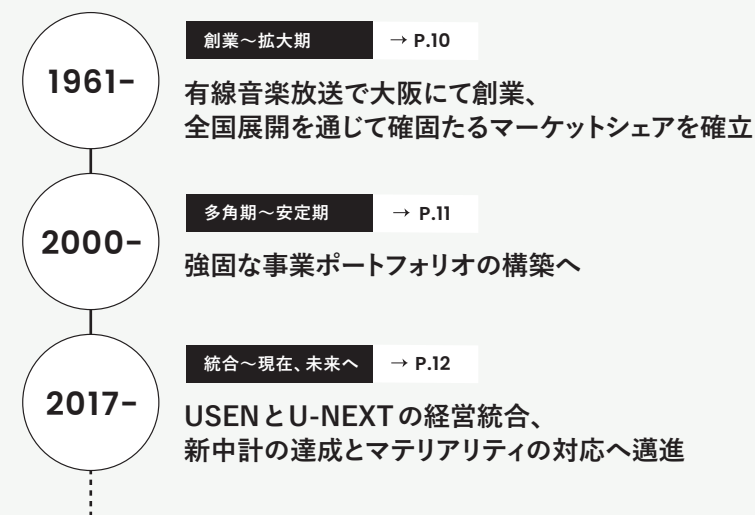 1961-
創業〜拡大期 → P.10
有線音楽放送で大阪にて創業、
全国展開を通じて確固たるマーケットシェアを確立
2000-
多角期〜安定期 → P.11
強固な事業ポートフォリオの構築へ
2017-
統合〜現在、未来へ → P.12
USENとU-NEXTの経営統合、
新中計の達成とマテリアリティの対応へ邁進